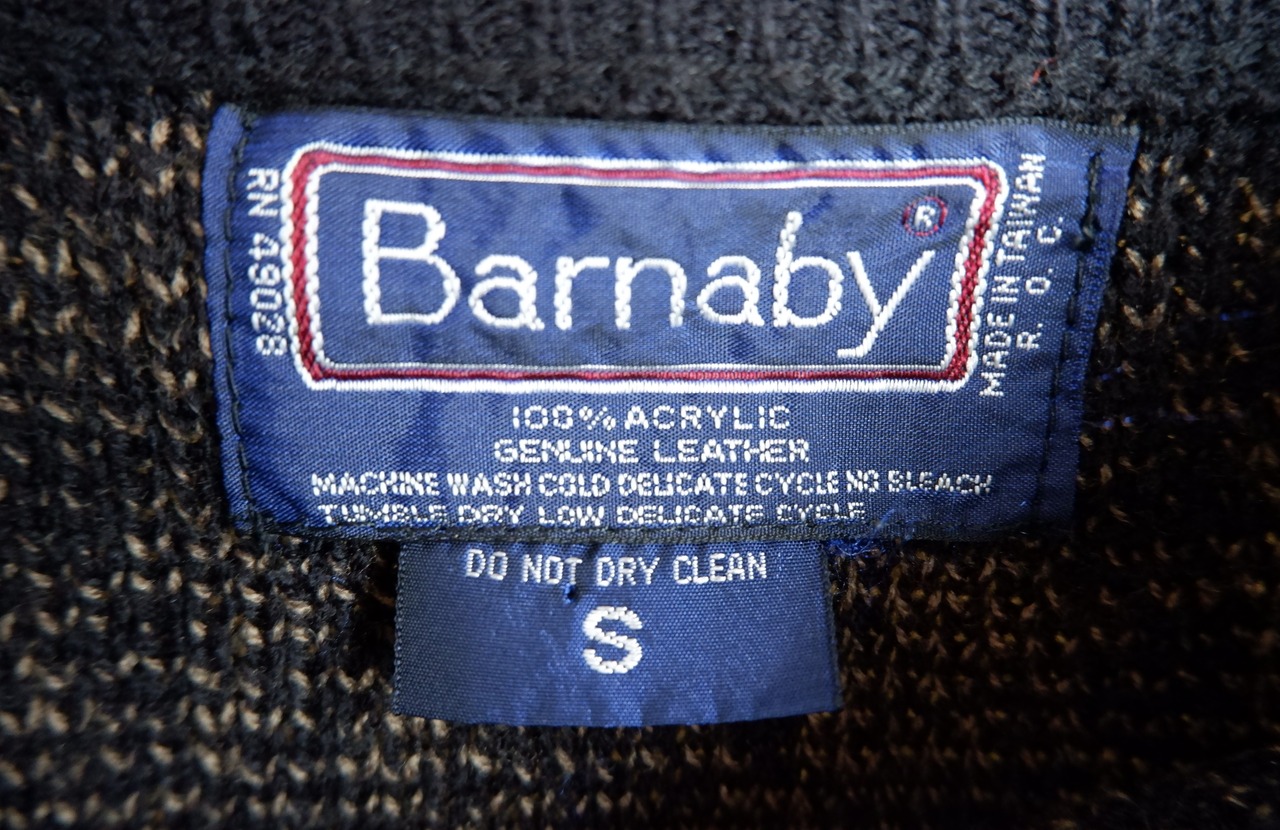 Barnaby ®
RN 49028
MADE IN TAIWAN
R. O. C.
100% ACRYLIC
GENUINE LEATHER
MACHINE WASH COLD DELICATE CYCLE NO BLEACH
TUMBLE DRY LOW DELICATE CYCLE
DO NOT DRY CLEAN
S